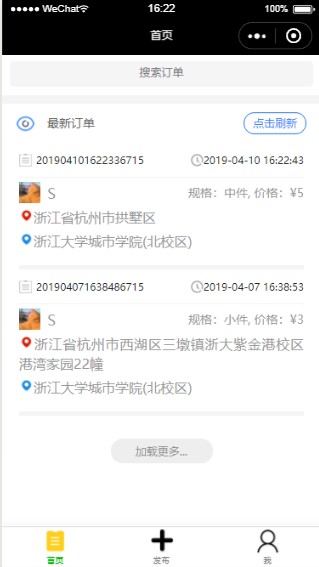 WeChat
16:22
100%
首页
搜索订单
最新订单
点击刷新
201904101622336715
2019-04-10 16:22:43
S
规格：中件, 价格：¥5
浙江省杭州市拱墅区
浙江大学城市学院(北校区)
201904071638486715
2019-04-07 16:38:53
S
规格：小件, 价格：¥3
浙江省杭州市西湖区三墩镇浙大紫金港校区
港湾家园22幢
浙江大学城市学院(北校区)
加载更多...
首页
发布
我